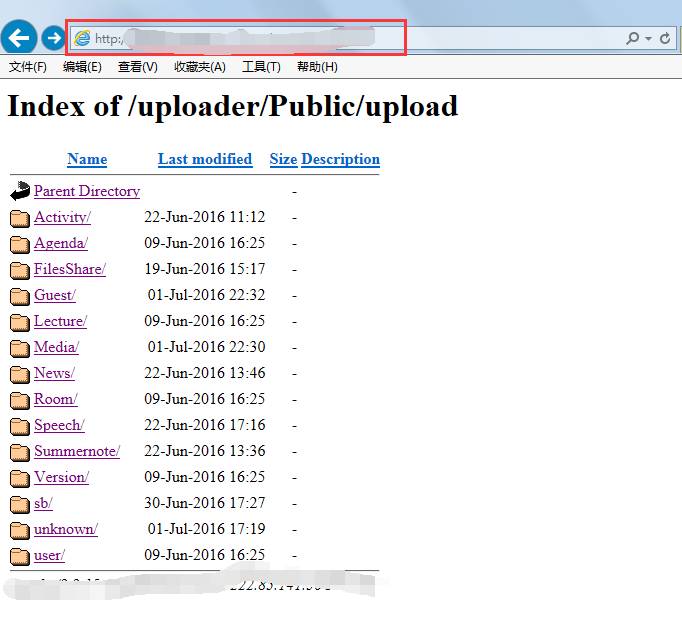 http:/
文件(F) 编辑(E) 查看(V) 收藏夹(A) 工具(T) 帮助(H)
Index of /uploader/Public/upload
Name Last modified Size Description
Parent Directory -
Activity/ 22-Jun-2016 11:12 -
Agenda/ 09-Jun-2016 16:25 -
FilesShare/ 19-Jun-2016 15:17 -
Guest/ 01-Jul-2016 22:32 -
Lecture/ 09-Jun-2016 16:25 -
Media/ 01-Jul-2016 22:30 -
News/ 22-Jun-2016 13:46 -
Room/ 09-Jun-2016 16:25 -
Speech/ 22-Jun-2016 17:16 -
Summernote/ 22-Jun-2016 13:36 -
Version/ 09-Jun-2016 16:25 -
sb/ 30-Jun-2016 17:27 -
unknown/ 01-Jul-2016 17:19 -
user/ 09-Jun-2016 16:25 -